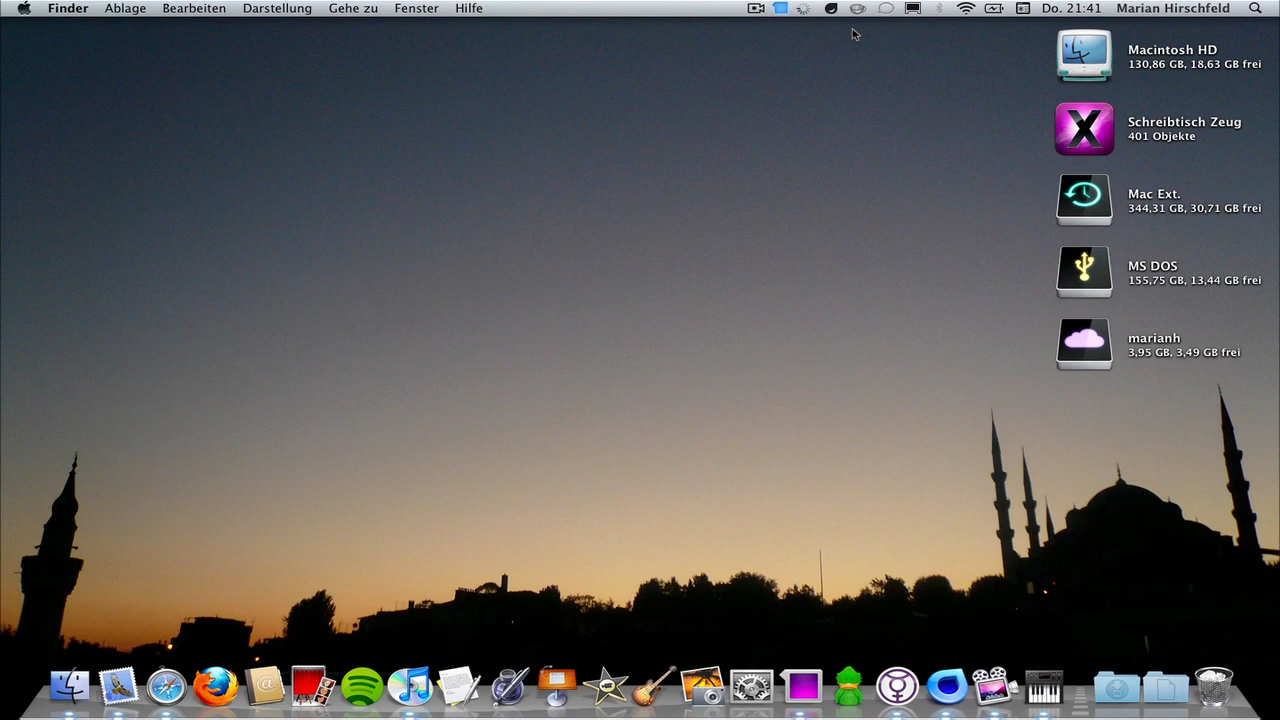 Finder Ablage Bearbeiten Darstellung Gehe zu Fenster Hilfe Do. 21:41 Marian Hirschfeld
Macintosh HD
130,86 GB, 18,63 GB frei
Schreibtisch Zeug
401 Objekte
Mac Ext.
344,31 GB, 30,71 GB frei
MS DOS
155,75 GB, 13,44 GB frei
marianh
3,95 GB, 3,49 GB frei